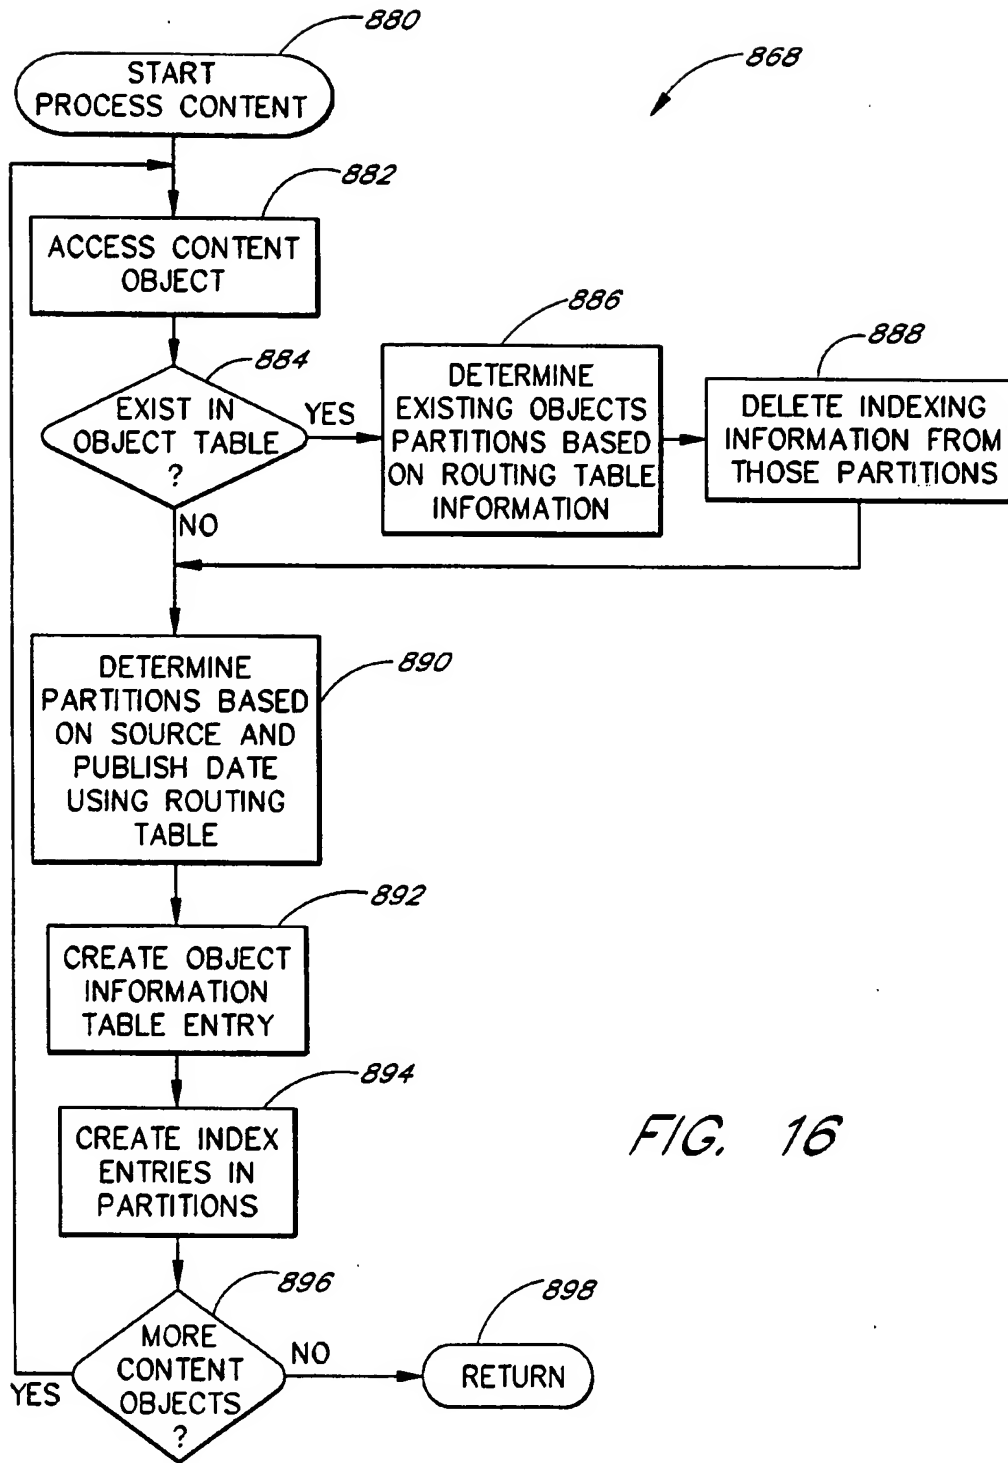 880
START
PROCESS CONTENT
868
882
ACCESS CONTENT
OBJECT
884
EXIST IN
OBJECT TABLE
?
YES
NO
886
DETERMINE
EXISTING OBJECTS
PARTITIONS BASED
ON ROUTING TABLE
INFORMATION
888
DELETE INDEXING
INFORMATION FROM
THOSE PARTITIONS
890
DETERMINE
PARTITIONS BASED
ON SOURCE AND
PUBLISH DATE
USING ROUTING
TABLE
892
CREATE OBJECT
INFORMATION
TABLE ENTRY
894
CREATE INDEX
ENTRIES IN
PARTITIONS
FIG. 16
896
MORE
CONTENT
OBJECTS
?
YES
NO
898
RETURN